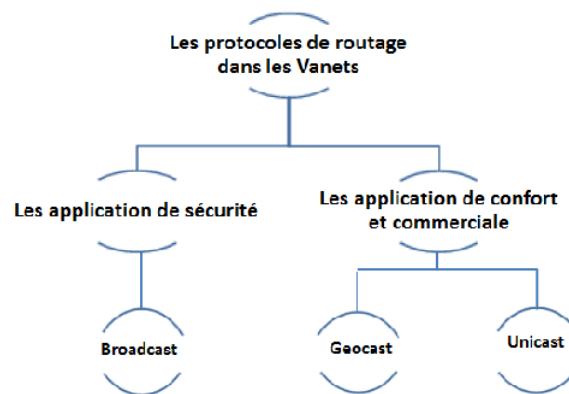 Les protocoles de routage
dans les Vanets
Les application de sécurité
Les application de confort
et commerciale
Broadcast
Geocast
Unicast